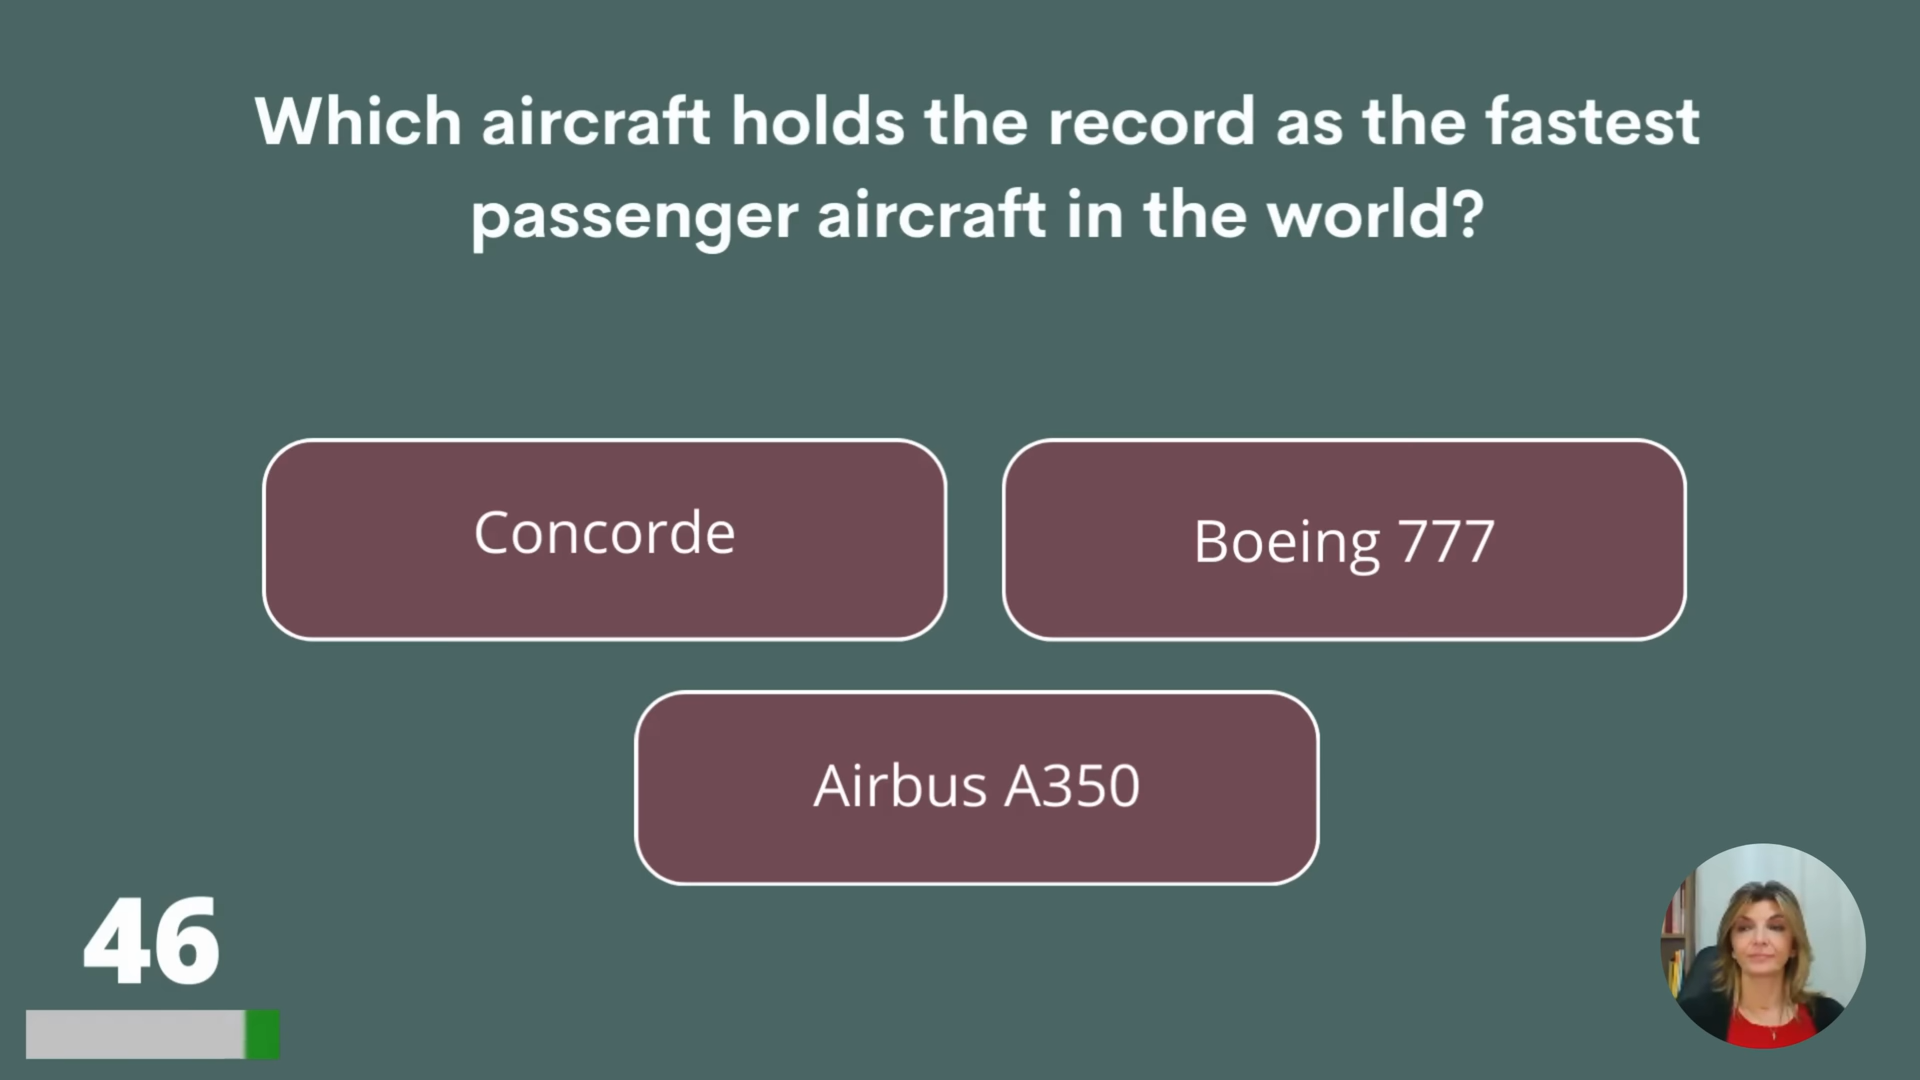 Which aircraft holds the record as the fastest
passenger aircraft in the world?
Concorde
Boeing 777
Airbus A350
46